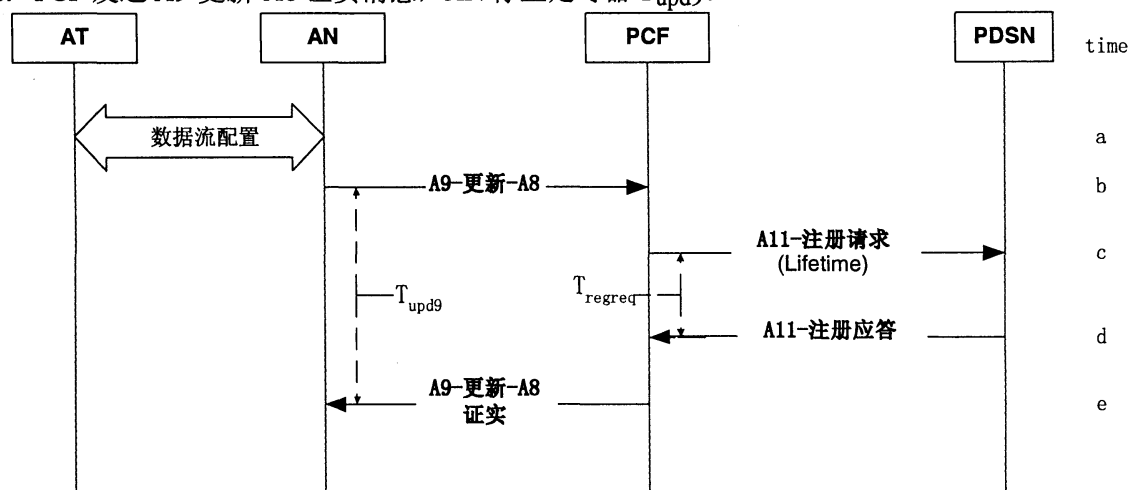 AT AN PCF PDSN time
数据流配置 a
A9-更新-A8 b
A11-注册请求 c
(Lifetime)
Tupd9 Tregreq
A11-注册应答 d
A9-更新-A8 e
证实